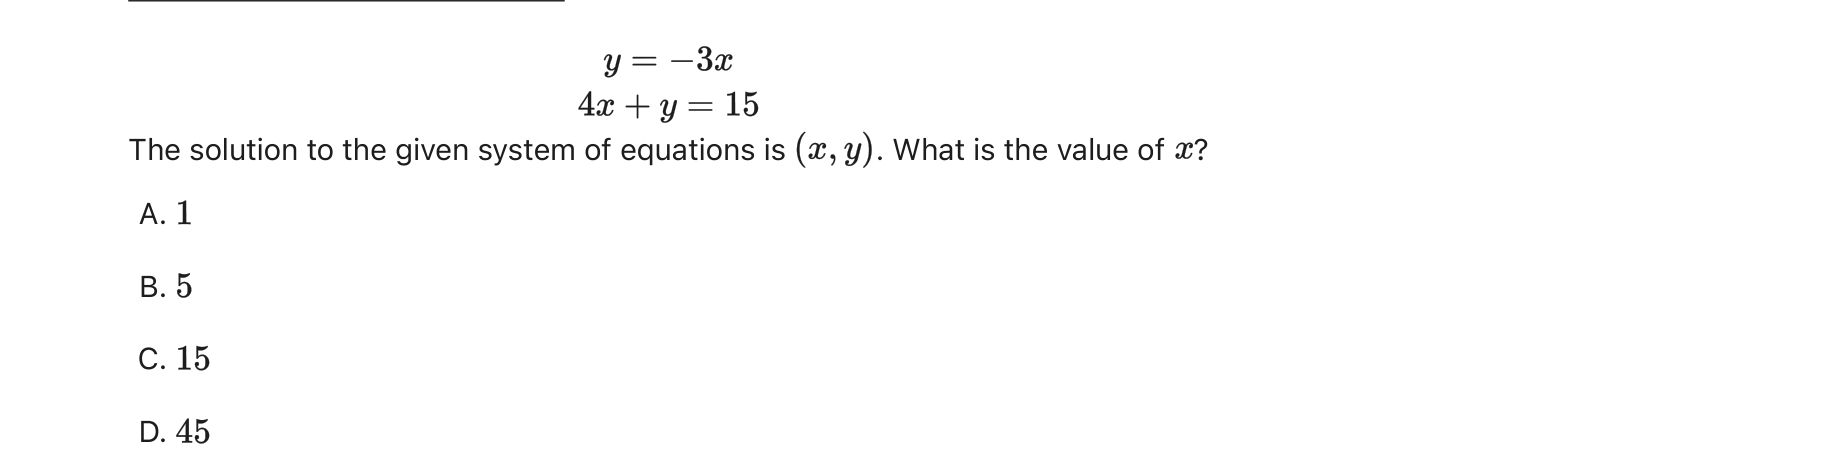 y = −3x
4x + y = 15
The solution to the given system of equations is (x, y). What is the value of x?
A. 1
B. 5
C. 15
D. 45